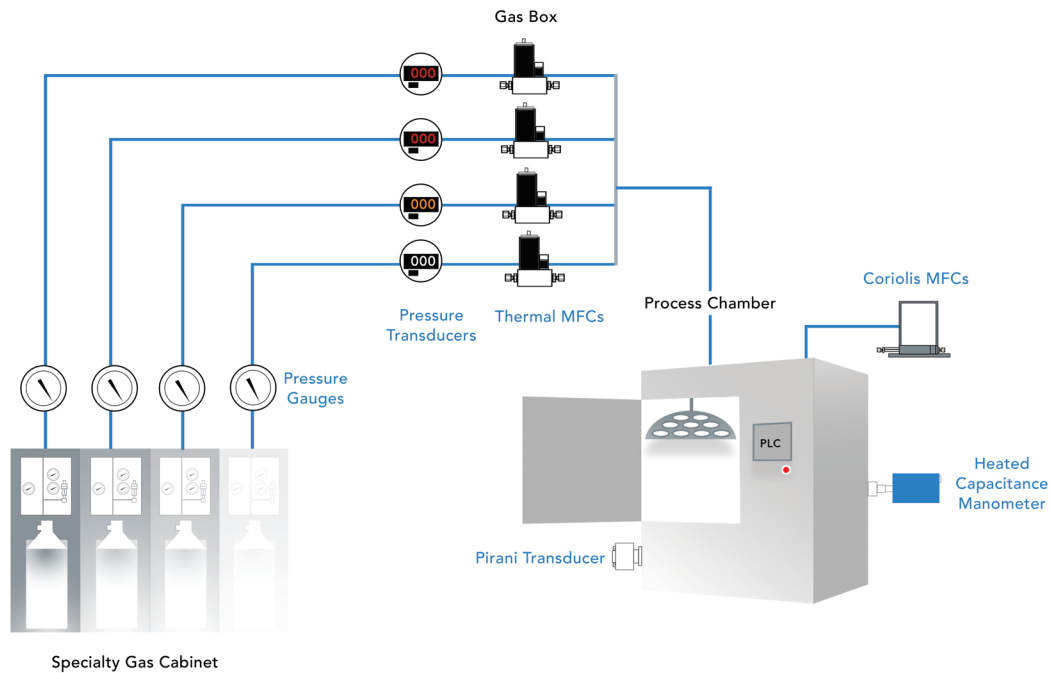 Gas Box
000
000
000
000
Pressure
Transducers
Thermal MFCs
Process Chamber
Coriolis MFCs
Pressure
Gauges
PLC
Heated
Capacitance
Manometer
Pirani Transducer
Specialty Gas Cabinet